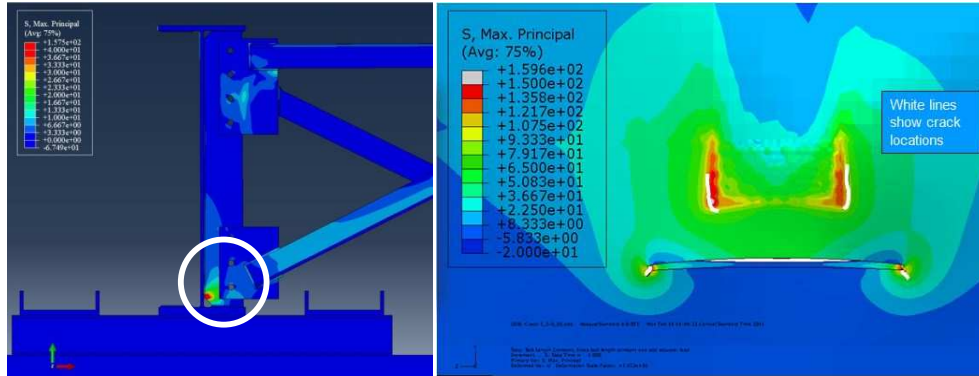 S, Max. Principal
(Avg: 75%)
+1.575e+02
+4.000e+01
+3.667e+01
+3.333e+01
+3.000e+01
+2.667e+01
+2.333e+01
+2.000e+01
+1.667e+01
+1.333e+01
+1.000e+01
+6.667e+00
+3.333e+00
+0.000e+00
-6.749e+01
S, Max. Principal
(Avg: 75%)
+1.596e+02
+1.500e+02
+1.358e+02
+1.217e+02
+1.075e+02
+9.333e+01
+7.917e+01
+6.500e+01
+5.083e+01
+3.667e+01
+2.250e+01
+8.333e+00
-5.833e+00
-2.000e+01
White lines
show crack
locations